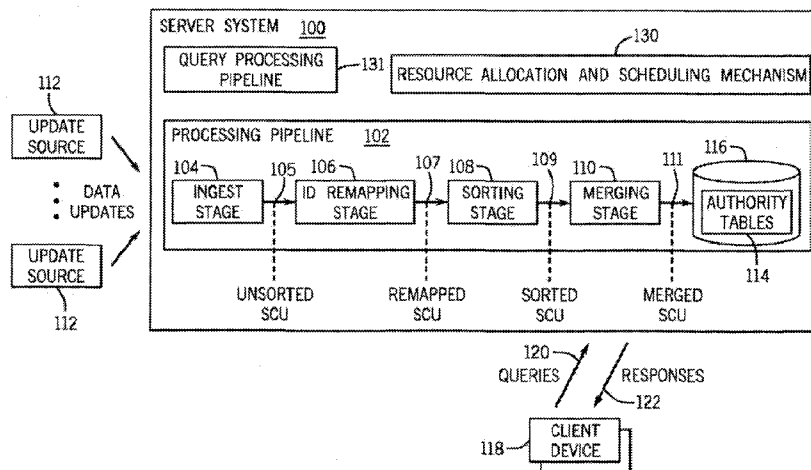 SERVER SYSTEM 100
130
QUERY PROCESSING PIPELINE
131
RESOURCE ALLOCATION AND SCHEDULING MECHANISM
112
UPDATE SOURCE
DATA UPDATES
UPDATE SOURCE
112
PROCESSING PIPELINE 102
104
105
106
107
108
109
110
111
116
INGEST STAGE
ID REMAPPING STAGE
SORTING STAGE
MERGING STAGE
AUTHORITY TABLES
114
UNSORTED SCU
REMAPPED SCU
SORTED SCU
MERGED SCU
120
QUERIES
RESPONSES
122
118
CLIENT DEVICE